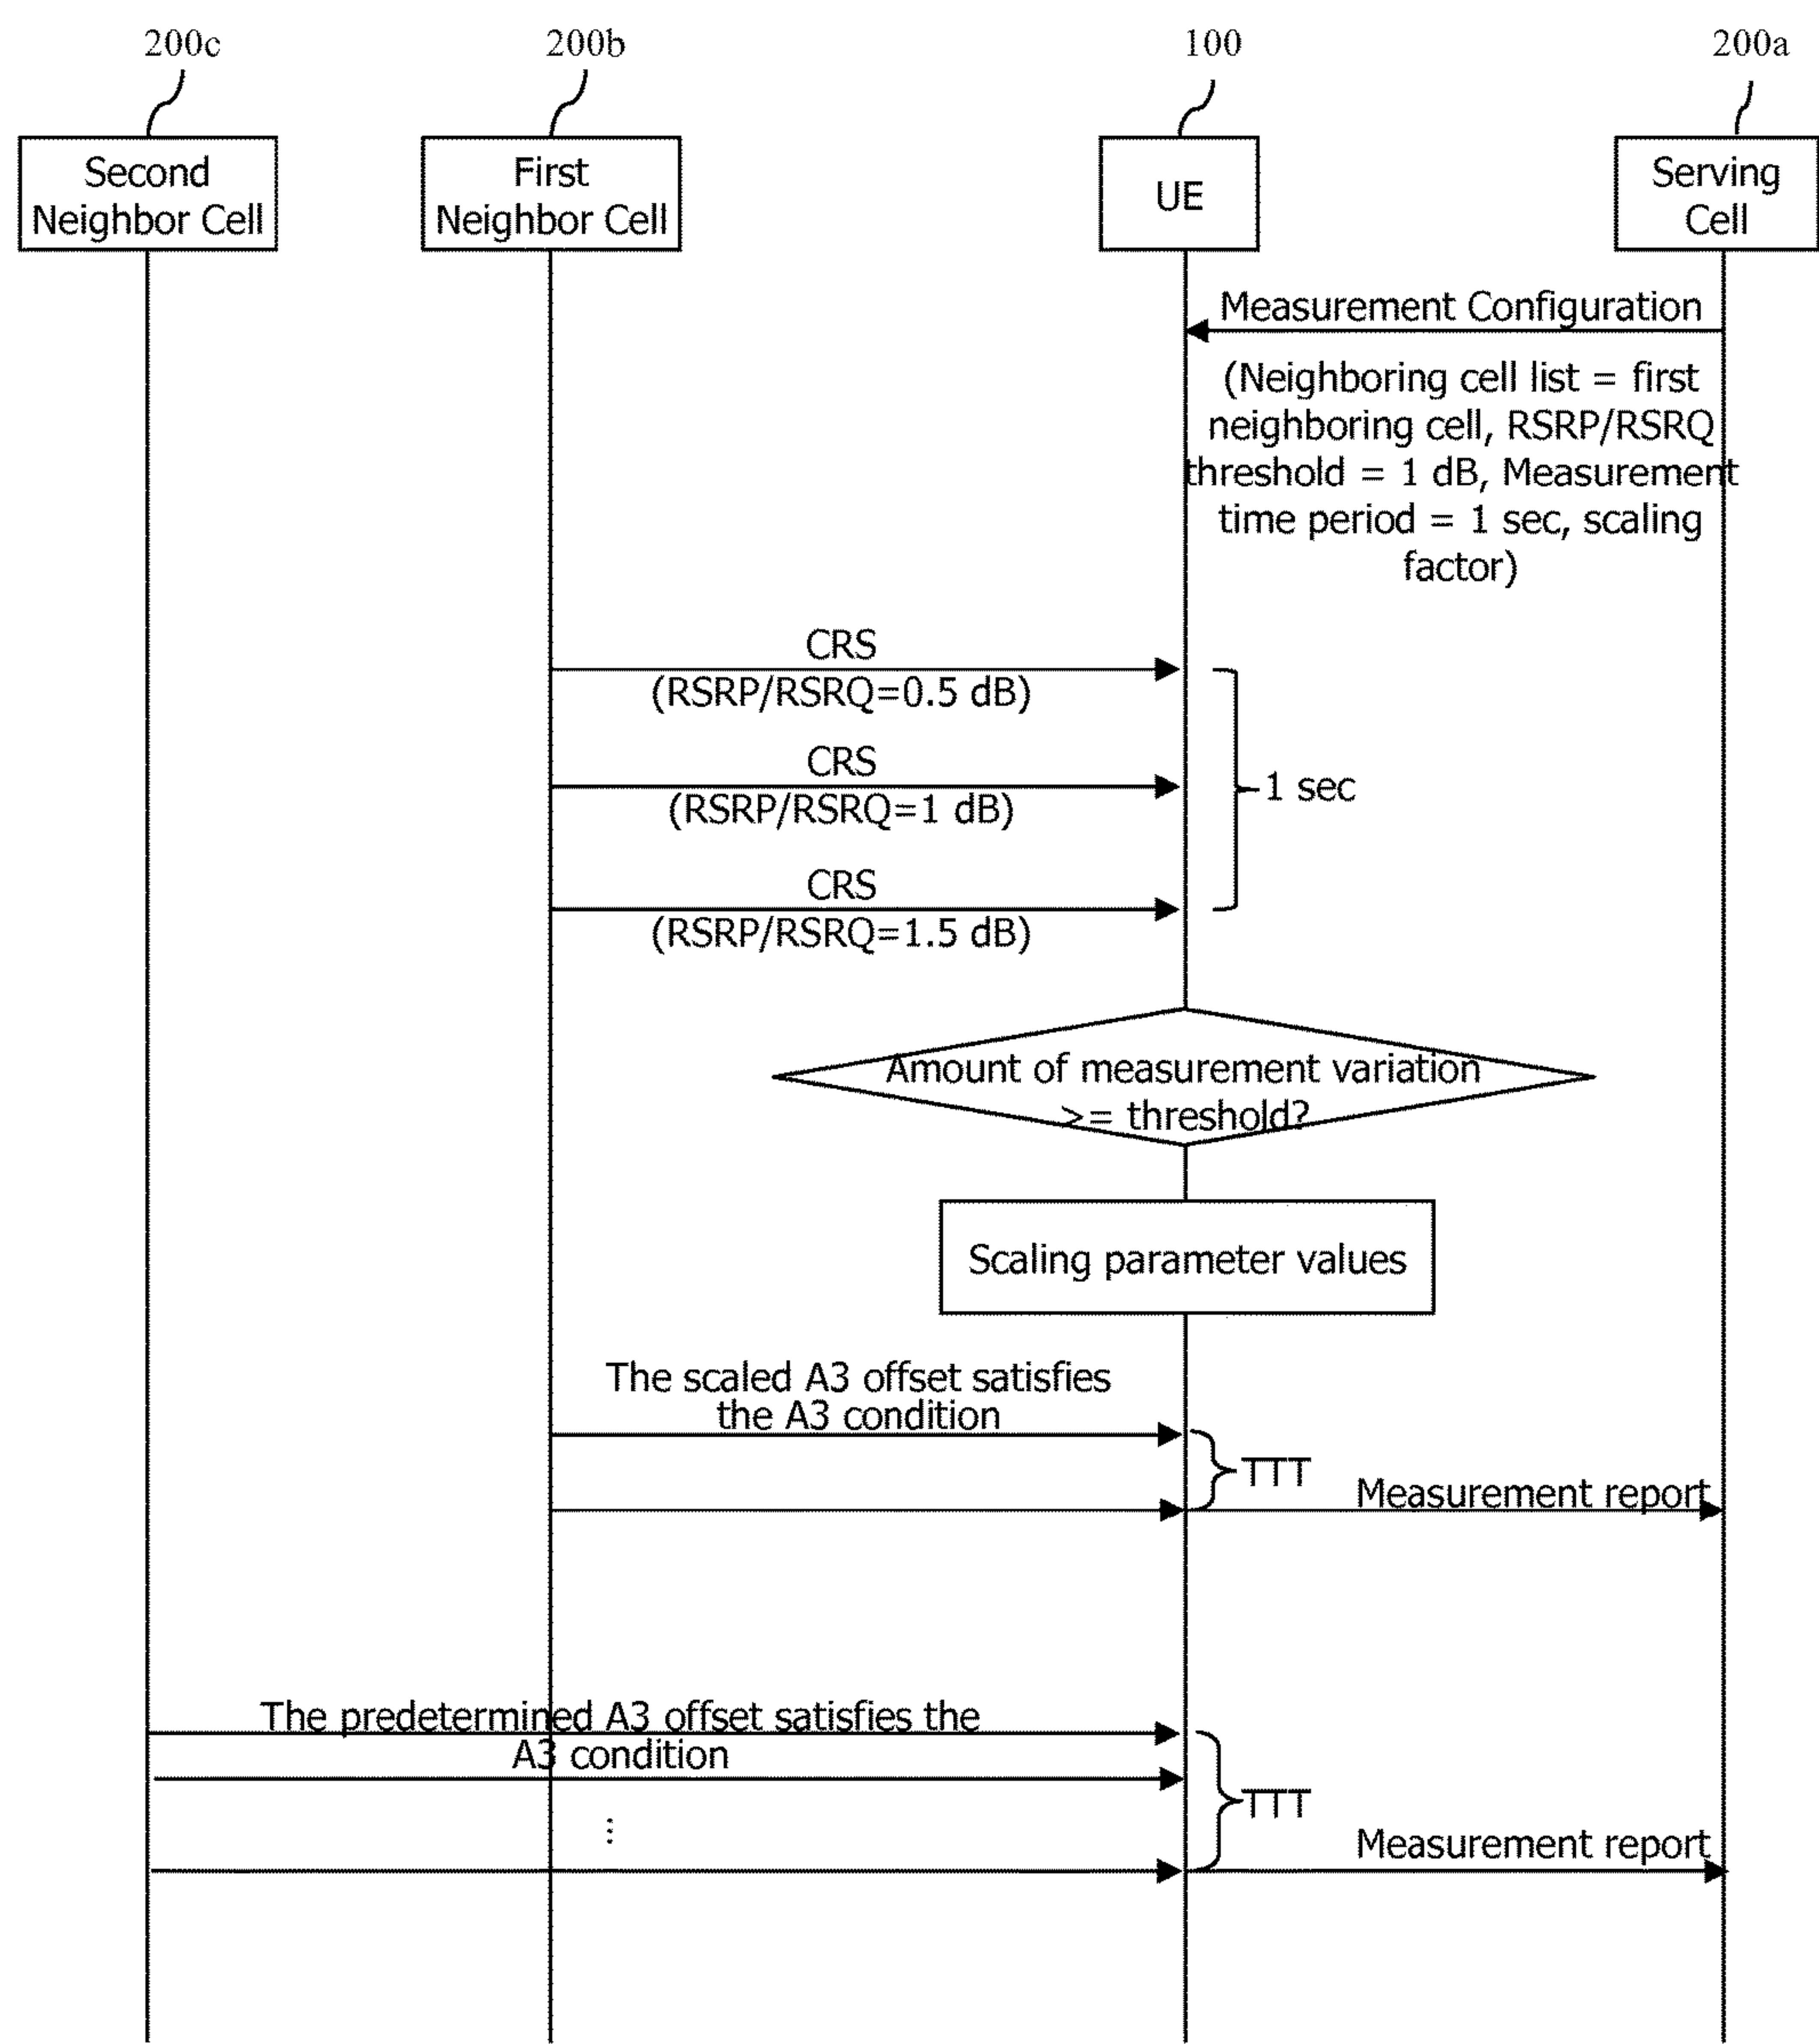 200c
200b
100
200a
Second
Neighbor Cell
First
Neighbor Cell
UE
Serving
Cell
Measurement Configuration
(Neighboring cell list = first
neighboring cell, RSRP/RSRQ
threshold = 1 dB, Measurement
time period = 1 sec, scaling
factor)
CRS
(RSRP/RSRQ=0.5 dB)
CRS
(RSRP/RSRQ=1 dB)
1 sec
CRS
(RSRP/RSRQ=1.5 dB)
Amount of measurement variation
>= threshold?
Scaling parameter values
The scaled A3 offset satisfies
the A3 condition
TTT
Measurement report
The predetermined A3 offset satisfies the
A3 condition
TTT
⋮
Measurement report